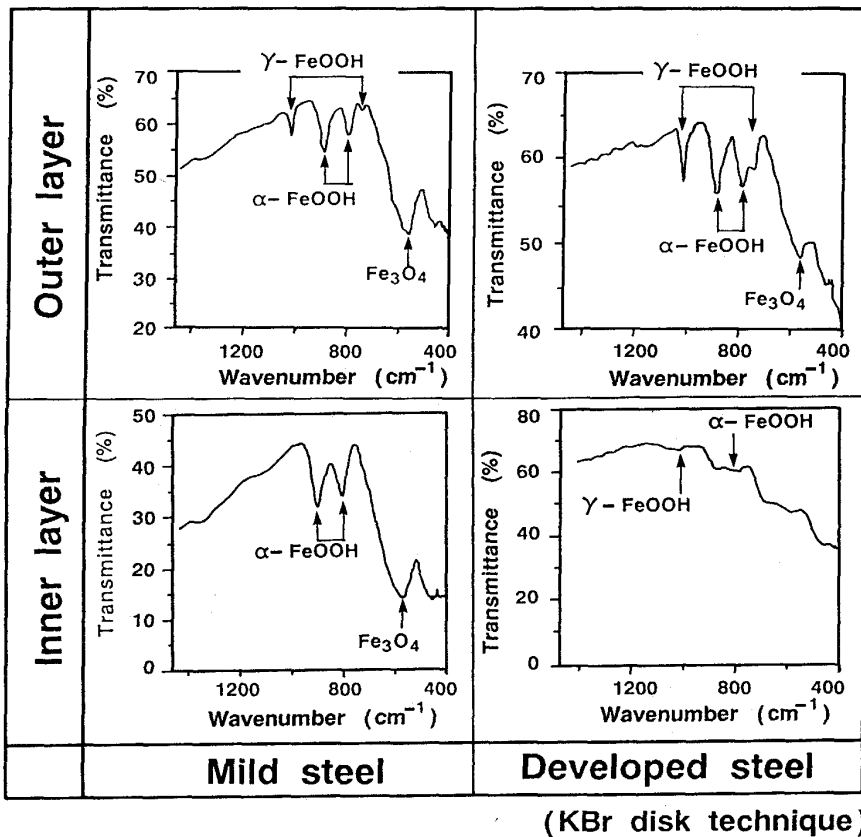 Outer layer
γ- FeOOH
Transmittance (%)
70
60
50
40
30
20
α- FeOOH
Fe₃O₄
1200 800 400
Wavenumber (cm⁻¹)
γ- FeOOH
Transmittance (%)
70
60
50
40
α- FeOOH
Fe₃O₄
1200 800 400
Wavenumber (cm⁻¹)
Inner layer
Transmittance (%)
50
40
30
20
15
0
α- FeOOH
Fe₃O₄
1200 800 400
Wavenumber (cm⁻¹)
α- FeOOH
Transmittance (%)
80
60
40
20
0
γ- FeOOH
1200 800 400
Wavenumber (cm⁻¹)
Mild steel
Developed steel
(KBr disk technique)